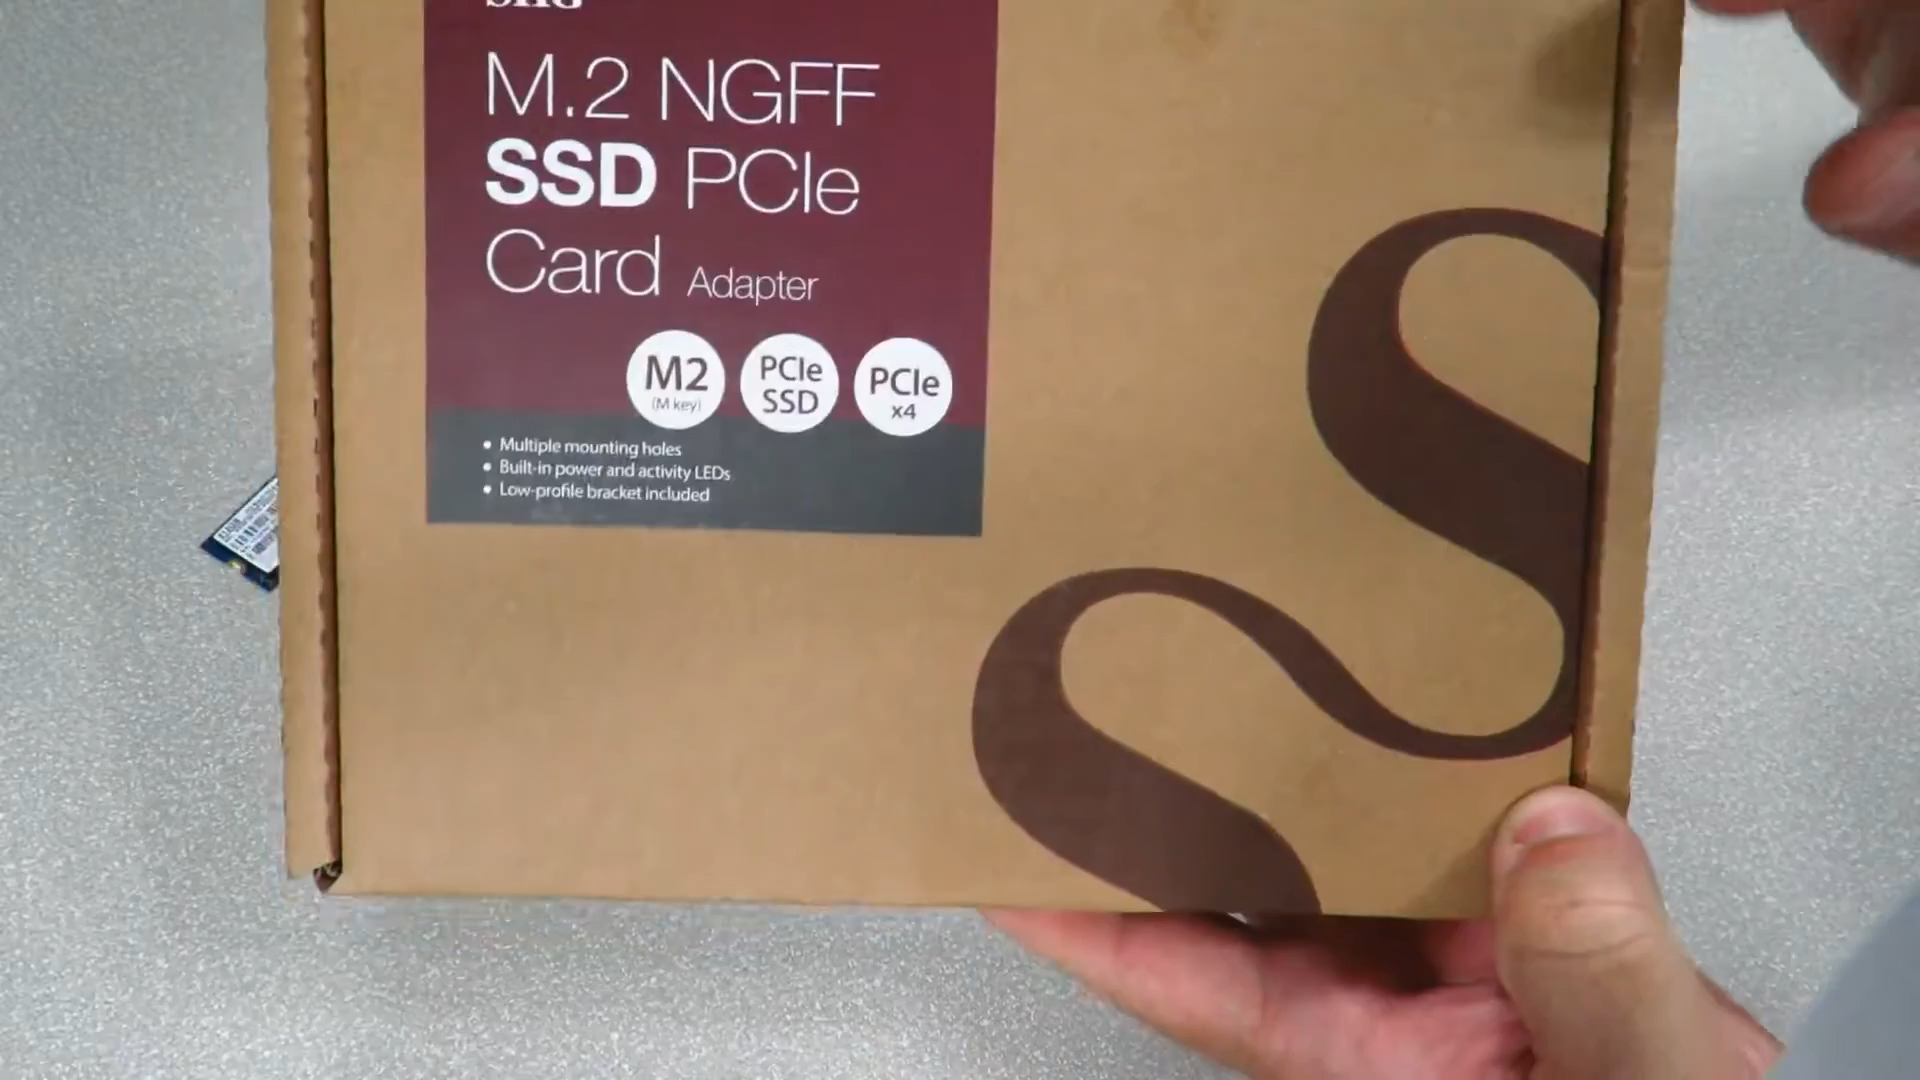 M.2 NGFF
SSD PCIe
Card Adapter
M2
(M key)
PCIe
SSD
PCIe
x4
• Multiple mounting holes
• Built-in power and activity LEDs
• Low-profile bracket included